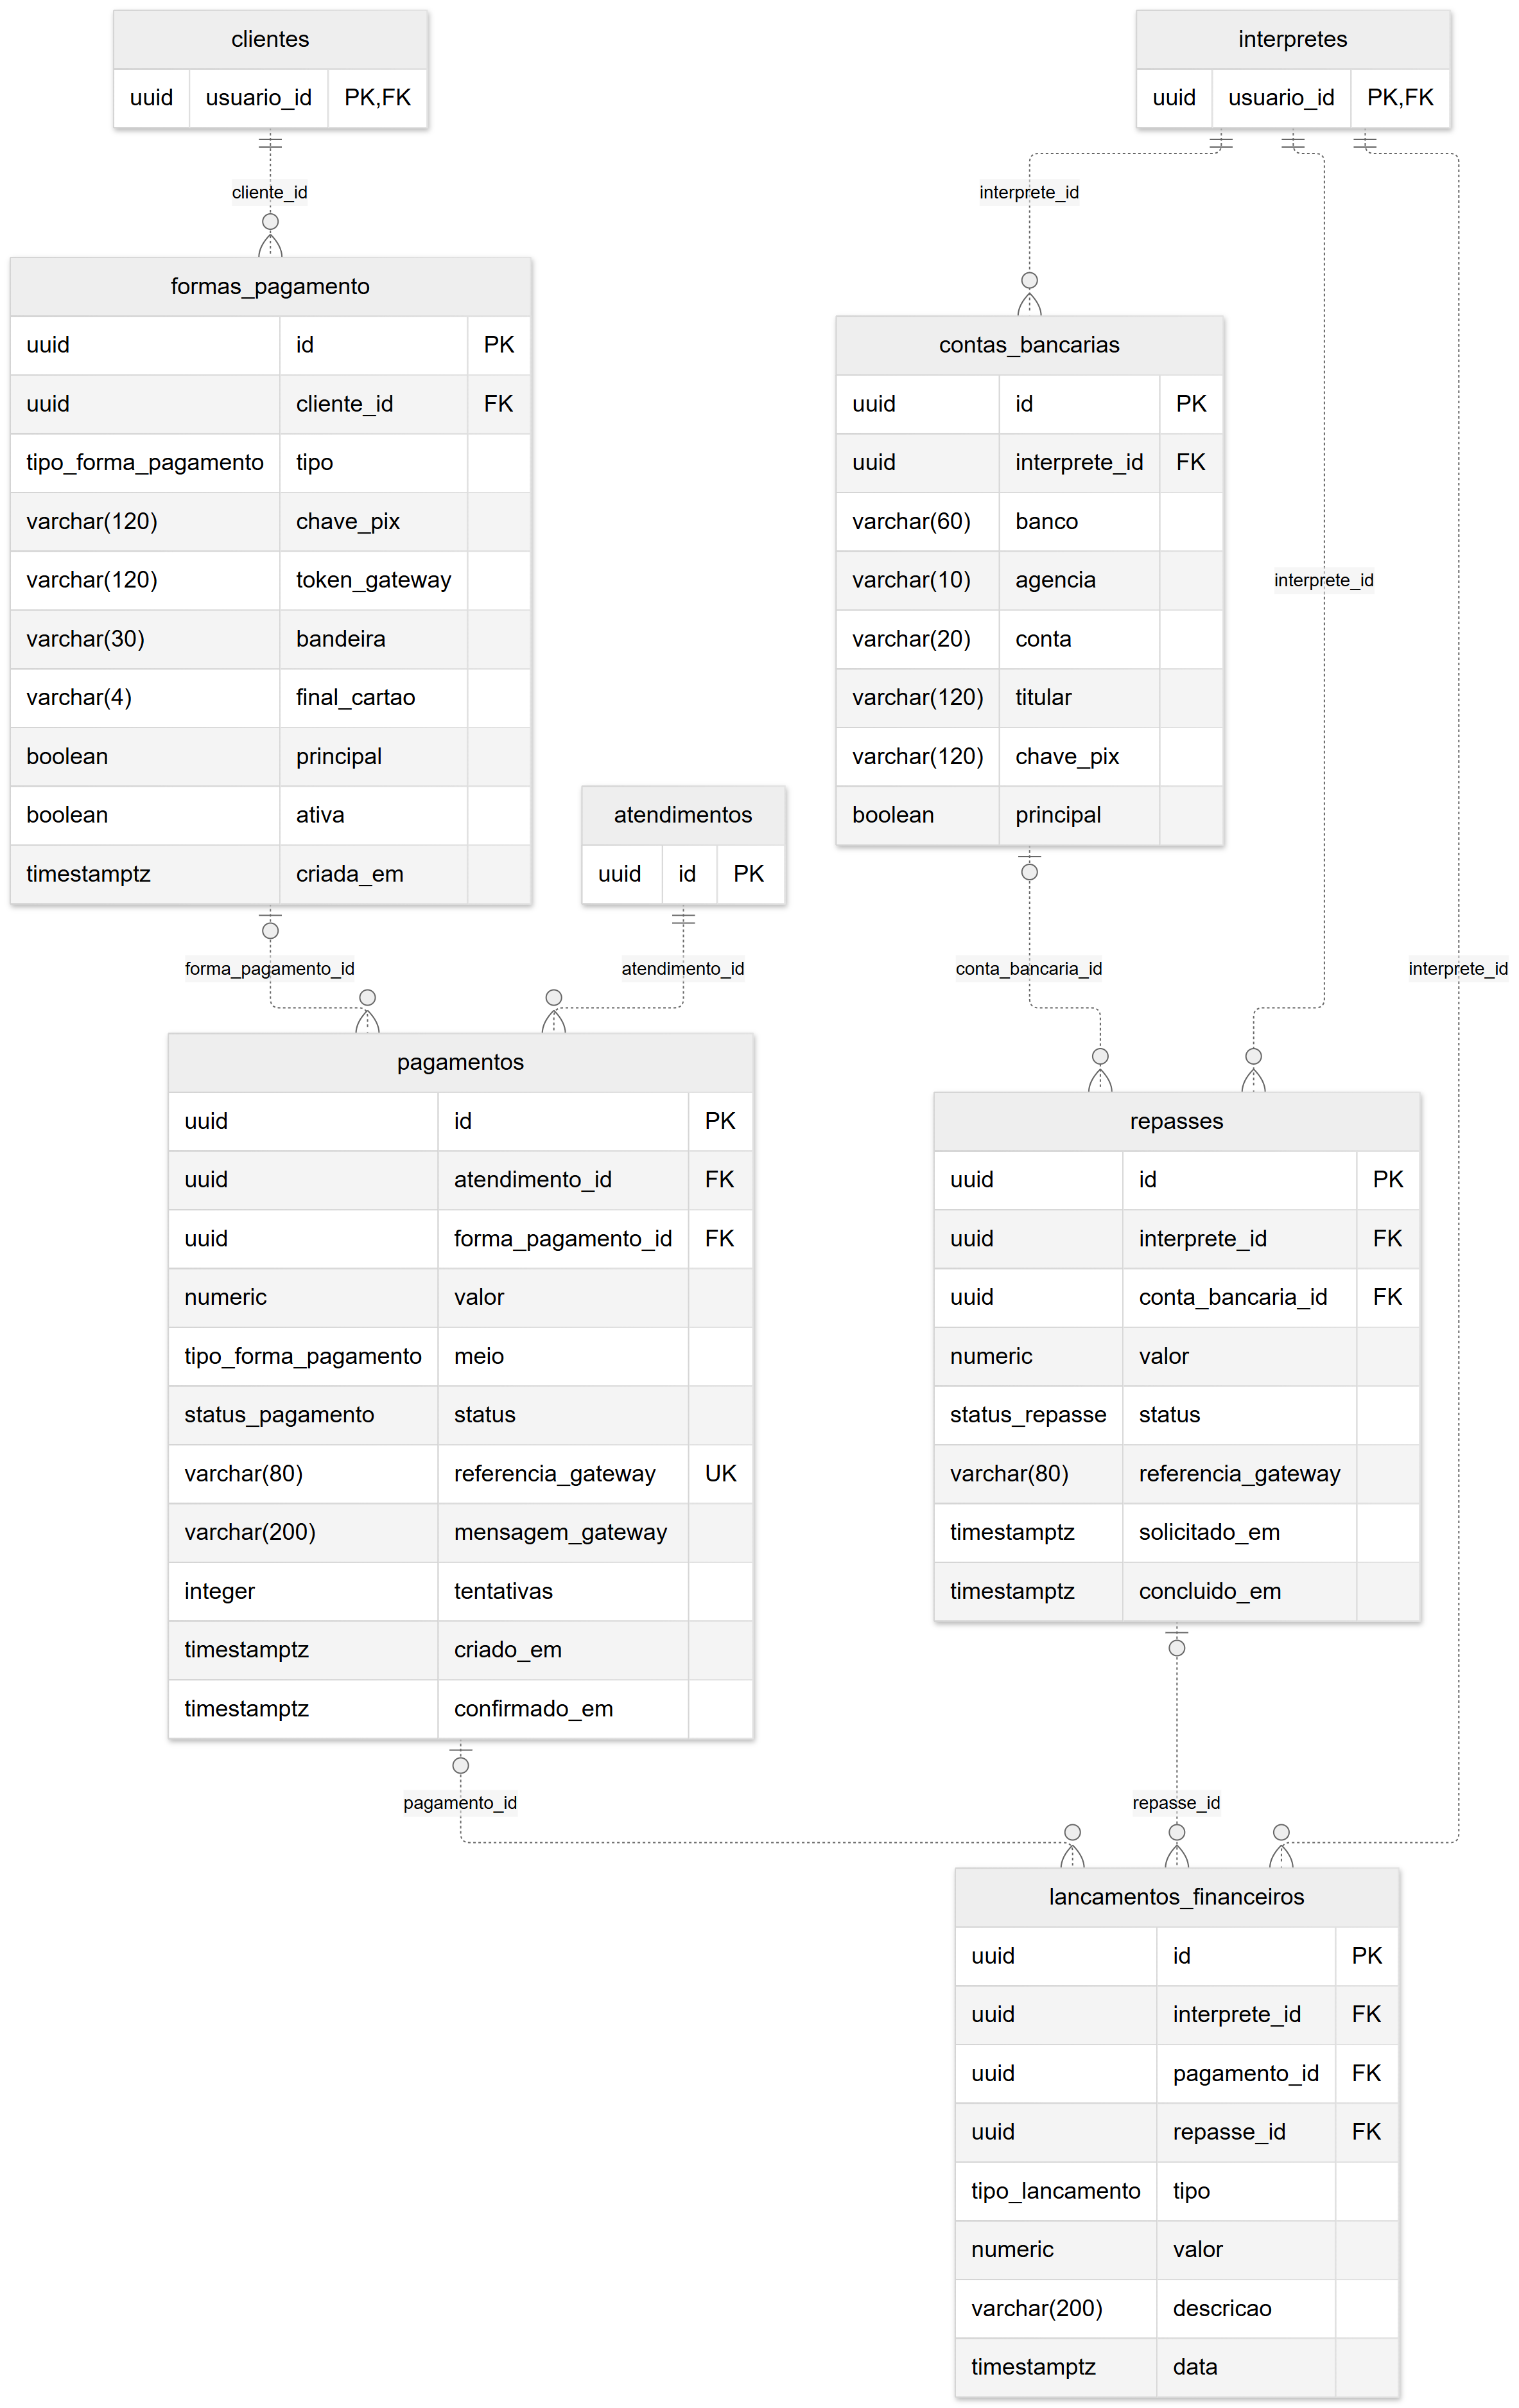 clientes
uuid usuario_id PK,FK
interpretes
uuid usuario_id PK,FK
cliente_id
interprete_id
formas_pagamento
uuid id PK
uuid cliente_id FK
tipo_forma_pagamento tipo
varchar(120) chave_pix
varchar(120) token_gateway
varchar(30) bandeira
varchar(4) final_cartao
boolean principal
boolean ativa
timestamptz criada_em
contas_bancarias
uuid id PK
uuid interprete_id FK
varchar(60) banco
varchar(10) agencia
varchar(20) conta
varchar(120) titular
varchar(120) chave_pix
boolean principal
interprete_id
atendimentos
uuid id PK
forma_pagamento_id
atendimento_id
conta_bancaria_id
interprete_id
pagamentos
uuid id PK
uuid atendimento_id FK
uuid forma_pagamento_id FK
numeric valor
tipo_forma_pagamento meio
status_pagamento status
varchar(80) referencia_gateway UK
varchar(200) mensagem_gateway
integer tentativas
timestamptz criado_em
timestamptz confirmado_em
repasses
uuid id PK
uuid interprete_id FK
uuid conta_bancaria_id FK
numeric valor
status_repasse status
varchar(80) referencia_gateway
timestamptz solicitado_em
timestamptz concluido_em
pagamento_id
repasse_id
lancamentos_financeiros
uuid id PK
uuid interprete_id FK
uuid pagamento_id FK
uuid repasse_id FK
tipo_lancamento tipo
numeric valor
varchar(200) descricao
timestamptz data